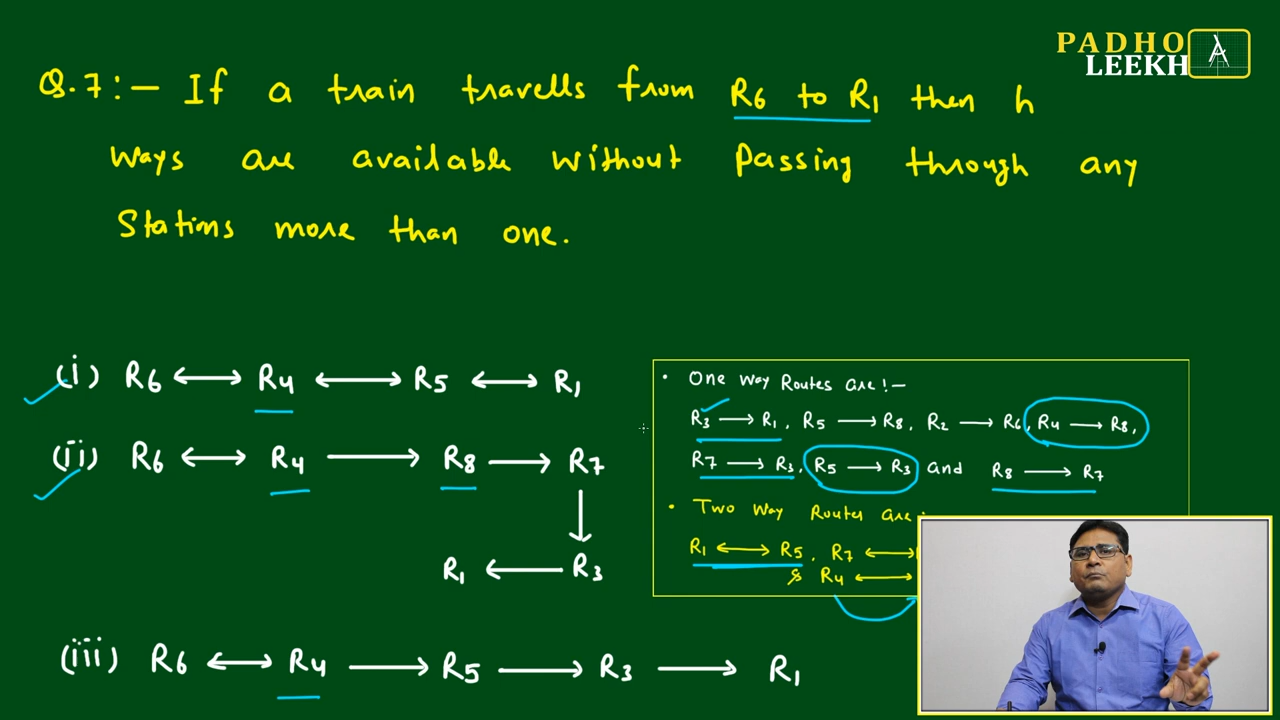 PADHO
LEEKH
Q.7:- If a train travells from R6 to R1 then h
ways are available without passing through any
Stations more than one.
(i) R6 ↔ R4 ↔ R5 ↔ R1
(ii) R6 ↔ R4 → R8 → R7
↓
R1 ← R3
(iii) R6 ↔ R4 → R5 → R3 → R1
• One way Routes are:-
R3 → R1, R5 → R8, R2 → R6, R4 → R8,
R7 → R3, R5 → R3 and R8 → R7
• Two way Routes are:
R1 ↔ R5, R7 ↔
& R4 ↔